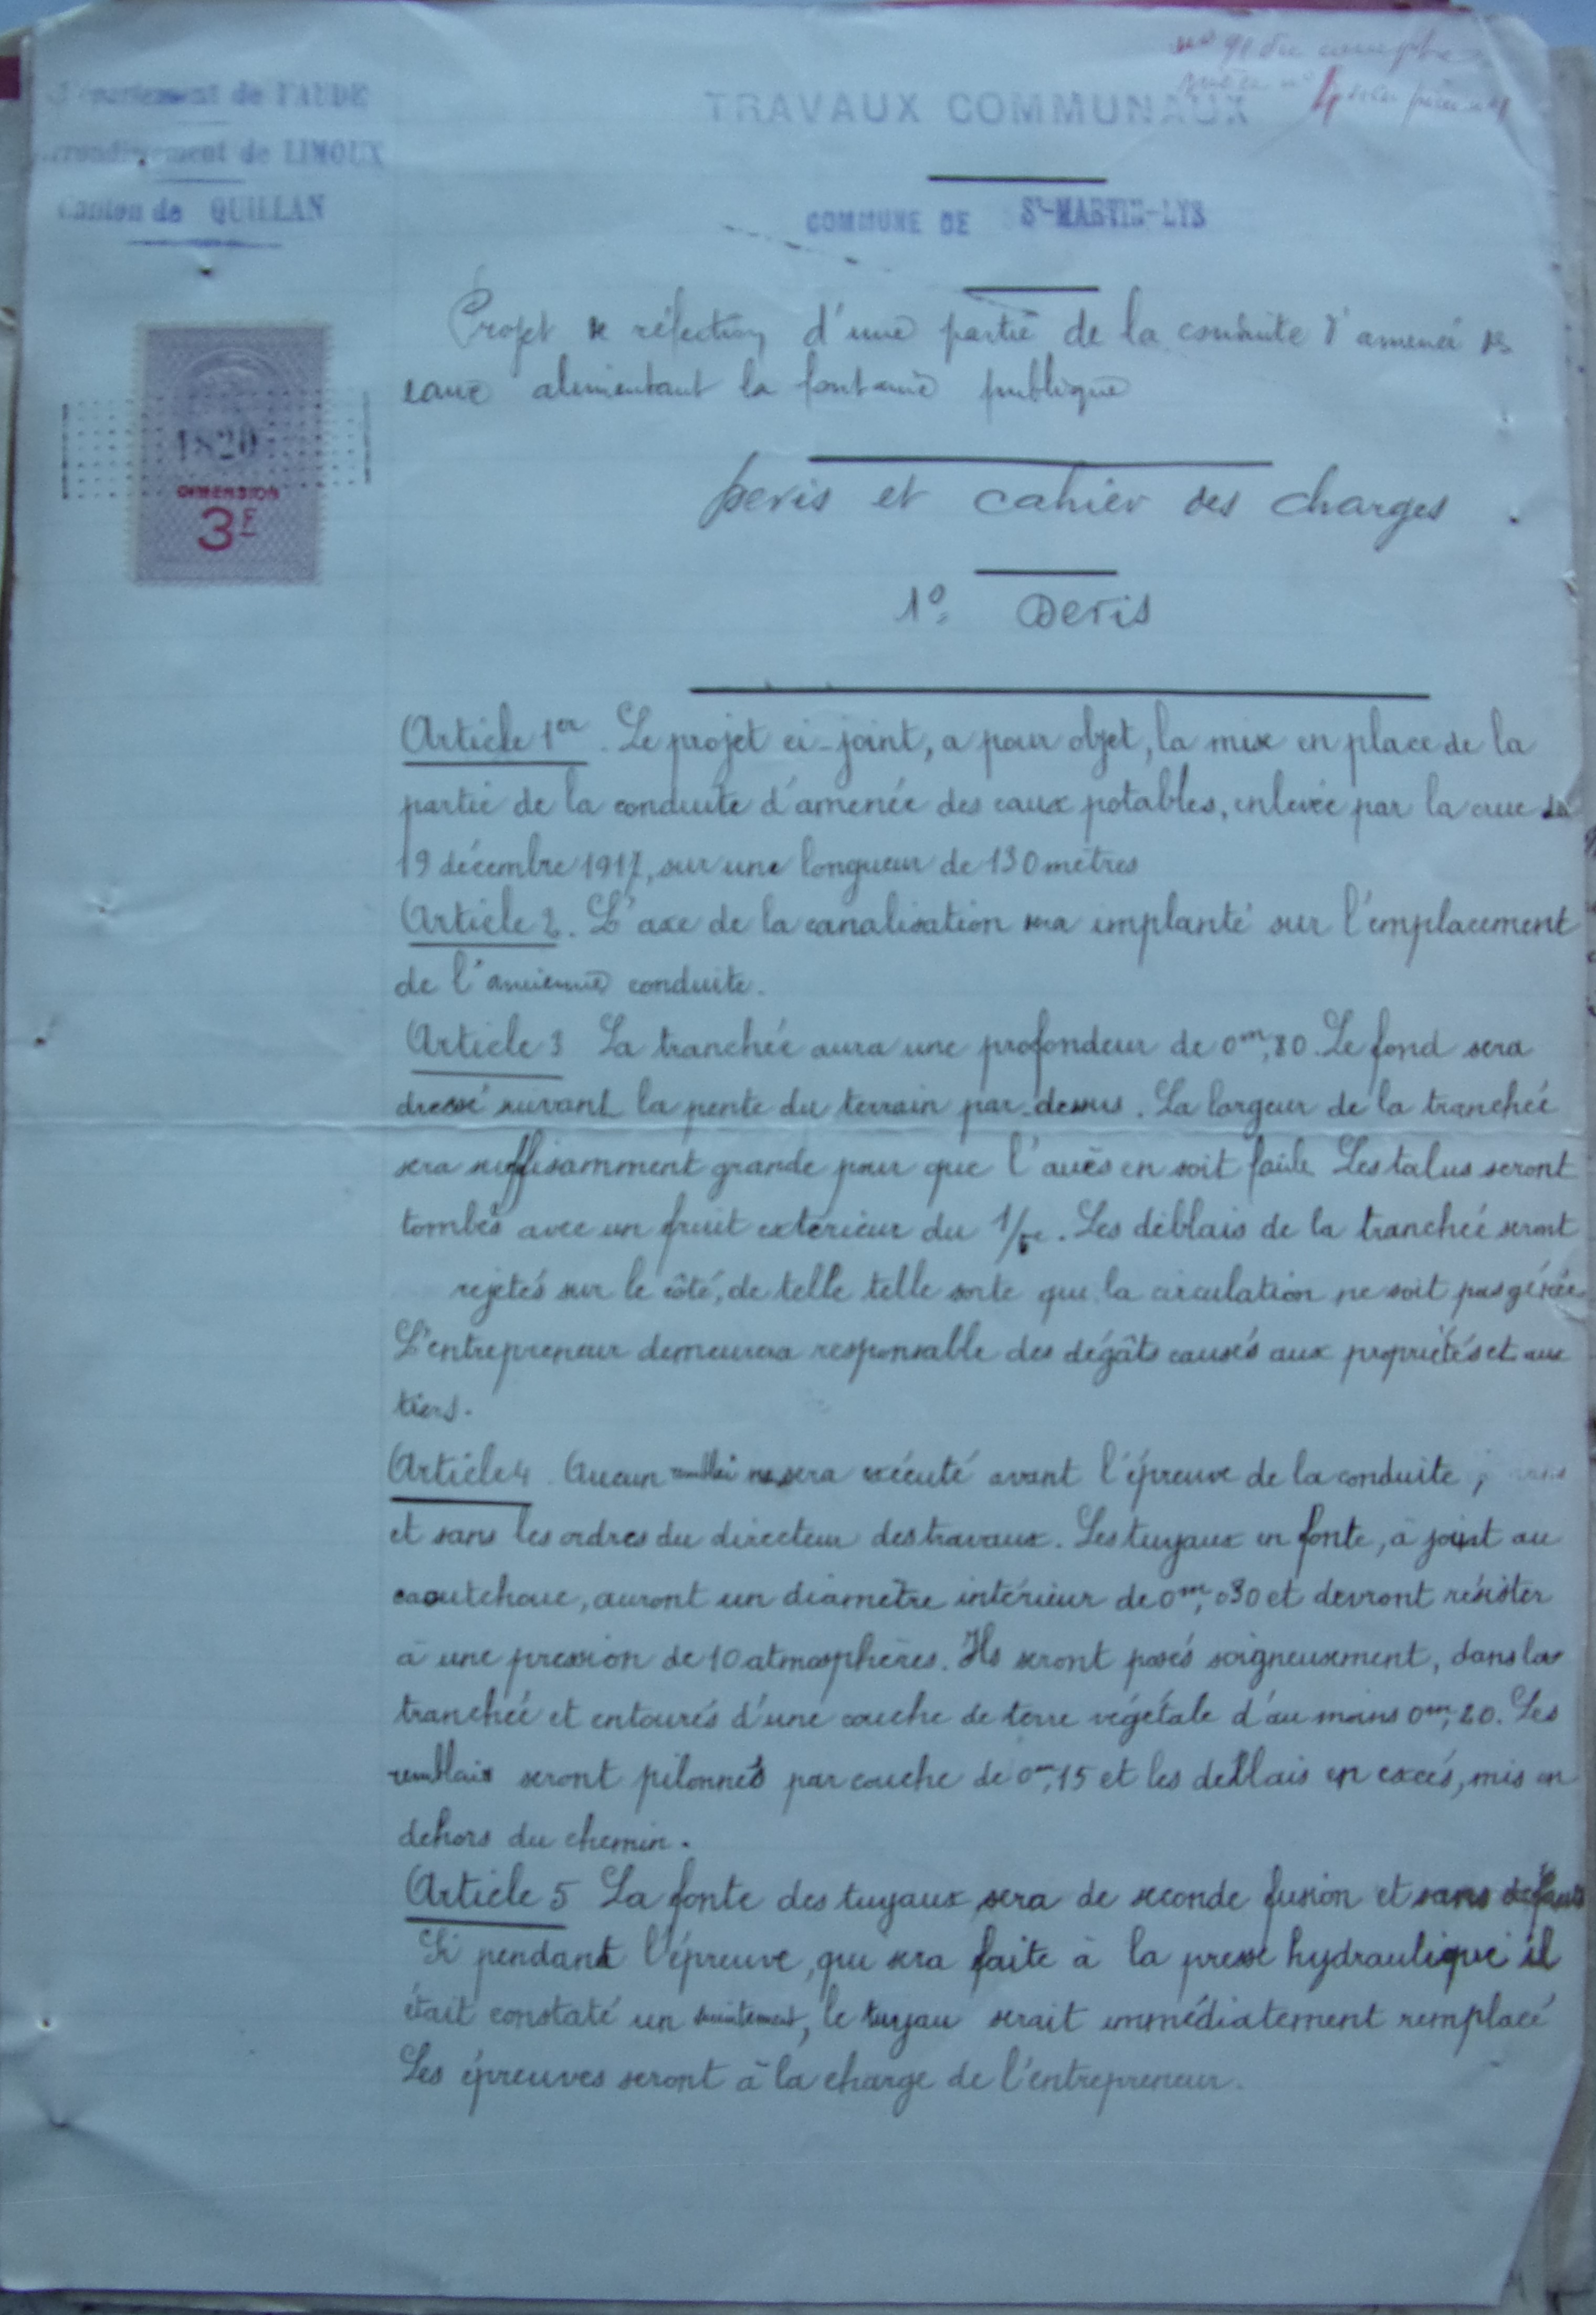 Département de l'AUDE
Arrondissement de LIMOUX
Canton de QUILLAN
TRAVAUX COMMUNAUX
COMMUNE DE St-MARTIN-LYS
1820
DIMENSION
3F
Projet de réfection d'une partie de la conduite d'amenée des
eaux alimentant la fontaine publique
Devis et cahier des charges
1º Devis
Article 1er. Le projet ci-joint, a pour objet, la mise en place de la
partie de la conduite d'amenée des eaux potables, enlevée par la crue du
19 décembre 1917, sur une longueur de 130 mètres
Article 2. L'axe de la canalisation sera implanté sur l'emplacement
de l'ancienne conduite.
Article 3 La tranchée aura une profondeur de 0m,80. Le fond sera
dressé suivant la pente du terrain par-dessus. La largeur de la tranchée
sera suffisamment grande pour que l'accès en soit facile Les talus seront
tombés avec un fruit extérieur du Les déblais de la tranchée seront
rejetés sur le côté, de telle telle sorte que la circulation ne soit pas gênée
L'entrepreneur demeurera responsable des dégâts causés aux propriétés et aux
tiers.
Article 4. Aucun remblai ne sera exécuté avant l'épreuve de la conduite,
et sans les ordres du directeur des travaux. Les tuyaux en fonte, à joint au
caoutchouc, auront un diamètre intérieur de 0m,030 et devront résister
à une pression de 10 atmosphères. Ils seront posés soigneusement, dans la
tranchée et entourés d'une couche de terre végétale d'au moins 0m,20. Les
remblais seront pilonnés par couche de 0m,15 et les déblais en excès, mis en
dehors du chemin.
Article 5 La fonte des tuyaux sera de seconde fusion et sans défauts
Si pendant l'épreuve, qui sera faite à la presse hydraulique il
était constaté un suintement, le tuyau serait immédiatement remplacé
Les épreuves seront à la charge de l'entrepreneur.